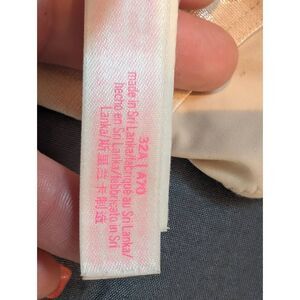 32A | A70
made in Sri Lanka/fabriqué au Sri Lanka/
hecho en Sri Lanka/fabbricato in Sri
Lanka/斯里兰卡制造